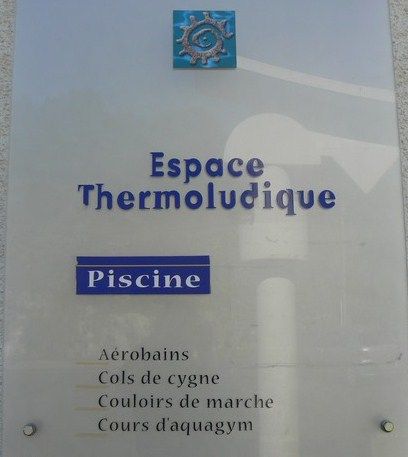 Espace
Thermoludique
Piscine
Aérobains
Cols de cygne
Couloirs de marche
Cours d'aquagym